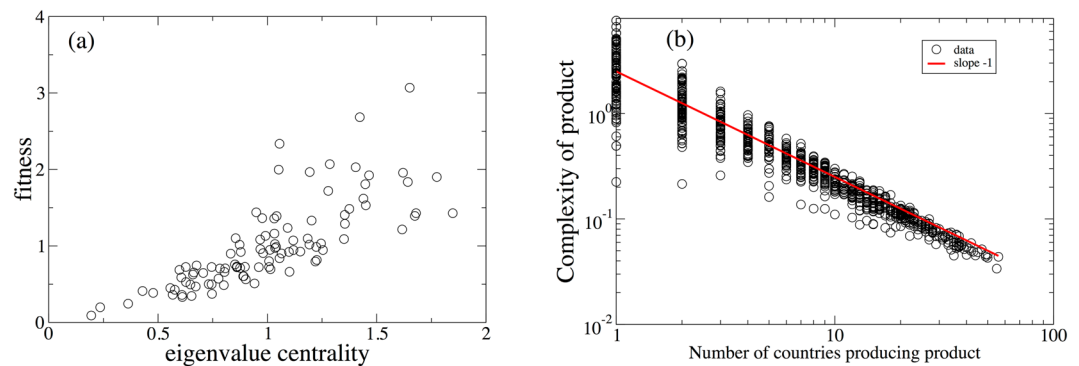 (a)
4
3
2
1
0
fitness
0
0.5
1
1.5
2
eigenvalue centrality
(b)
data
slope -1
10^0
10^-1
10^-2
Complexity of product
1
10
100
Number of countries producing product